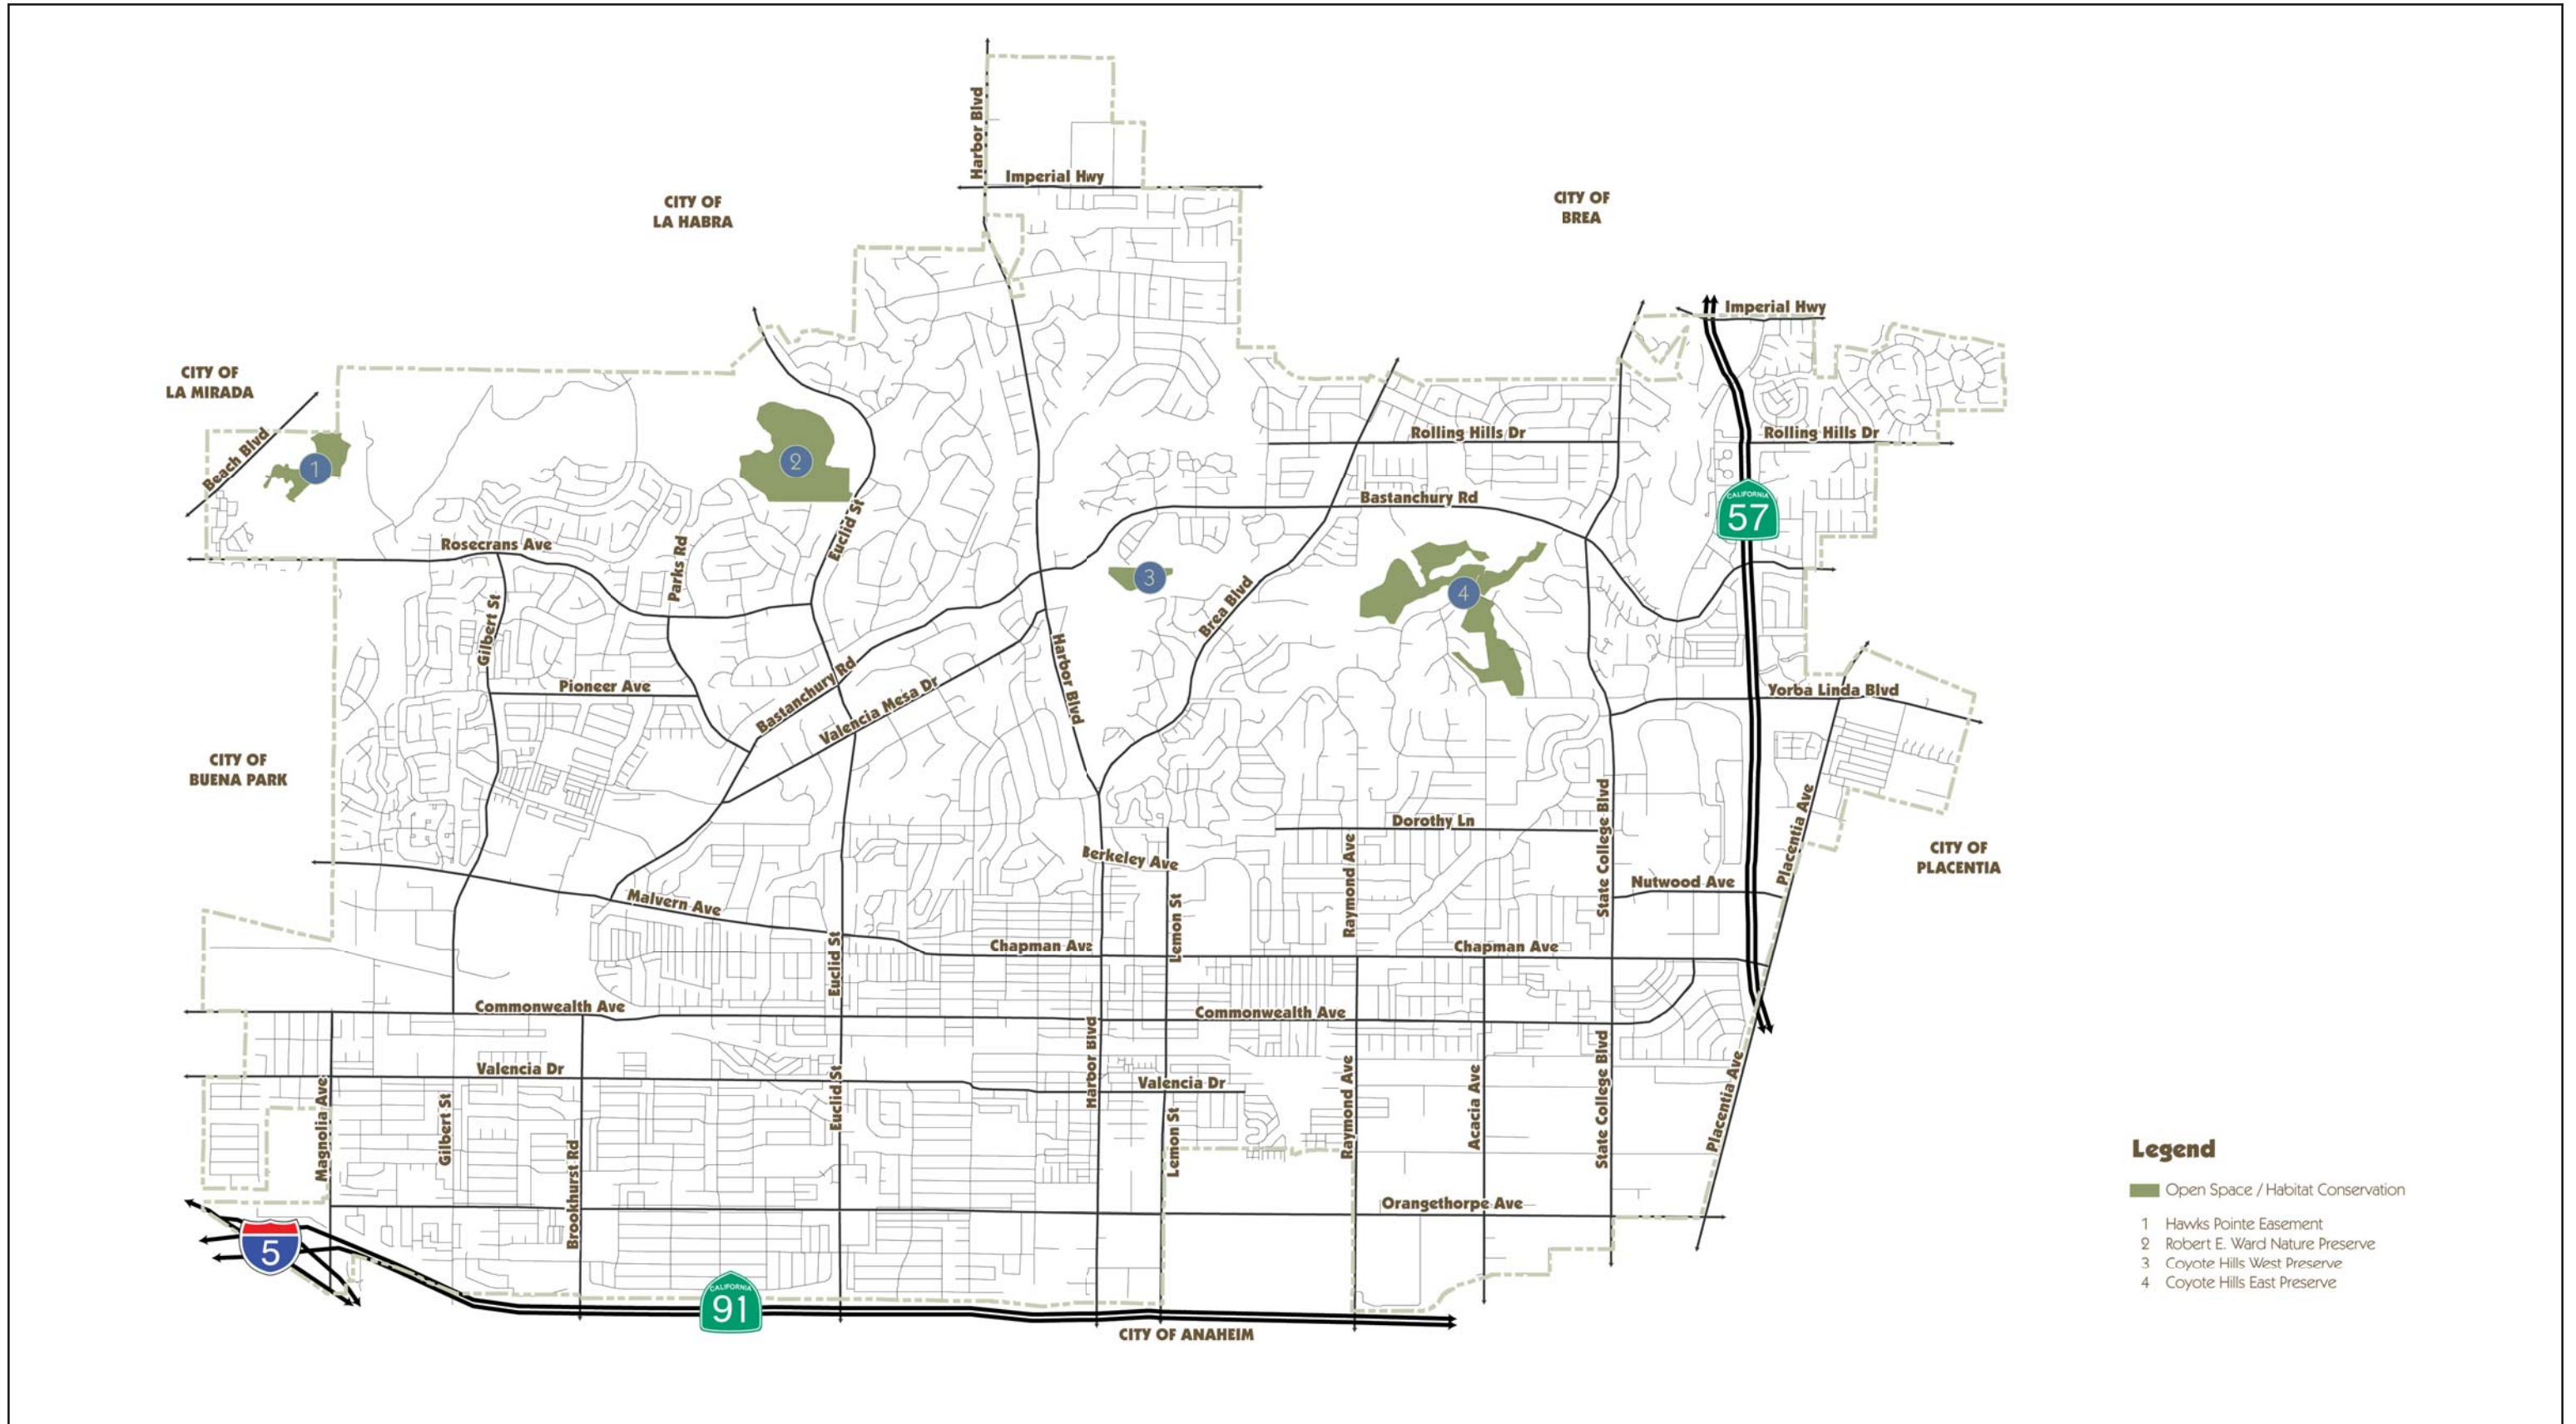 Harbor Blvd
Imperial Hwy
CITY OF
LA HABRA
CITY OF
BREA
Imperial Hwy
CITY OF
LA MIRADA
Beach Blvd
1
2
Rolling Hills Dr
Rolling Hills Dr
Bastanchury Rd
CALIFORNIA
57
Euclid St
Rosecrans Ave
Parks Rd
3
4
Brea Blvd
Gilbert St
Harbor Blvd
Pioneer Ave
Bastanchury Rd
Valencia Mesa Dr
Yorba Linda Blvd
CITY OF
BUENA PARK
Dorothy Ln
State College Blvd
Placentia Ave
Berkeley Ave
Raymond Ave
CITY OF
PLACENTIA
Nutwood Ave
Malvern Ave
Lemon St
Euclid St
Chapman Ave
Chapman Ave
Commonwealth Ave
Commonwealth Ave
Harbor Blvd
Valencia Dr
Valencia Dr
Magnolia Ave
Gilbert St
Euclid St
Lemon St
Raymond Ave
Acacia Ave
State College Blvd
Placentia Ave
Brookhurst Rd
Orangethorpe Ave
5
CALIFORNIA
91
CITY OF ANAHEIM
Legend
Open Space / Habitat Conservation
1 Hawks Pointe Easement
2 Robert E. Ward Nature Preserve
3 Coyote Hills West Preserve
4 Coyote Hills East Preserve